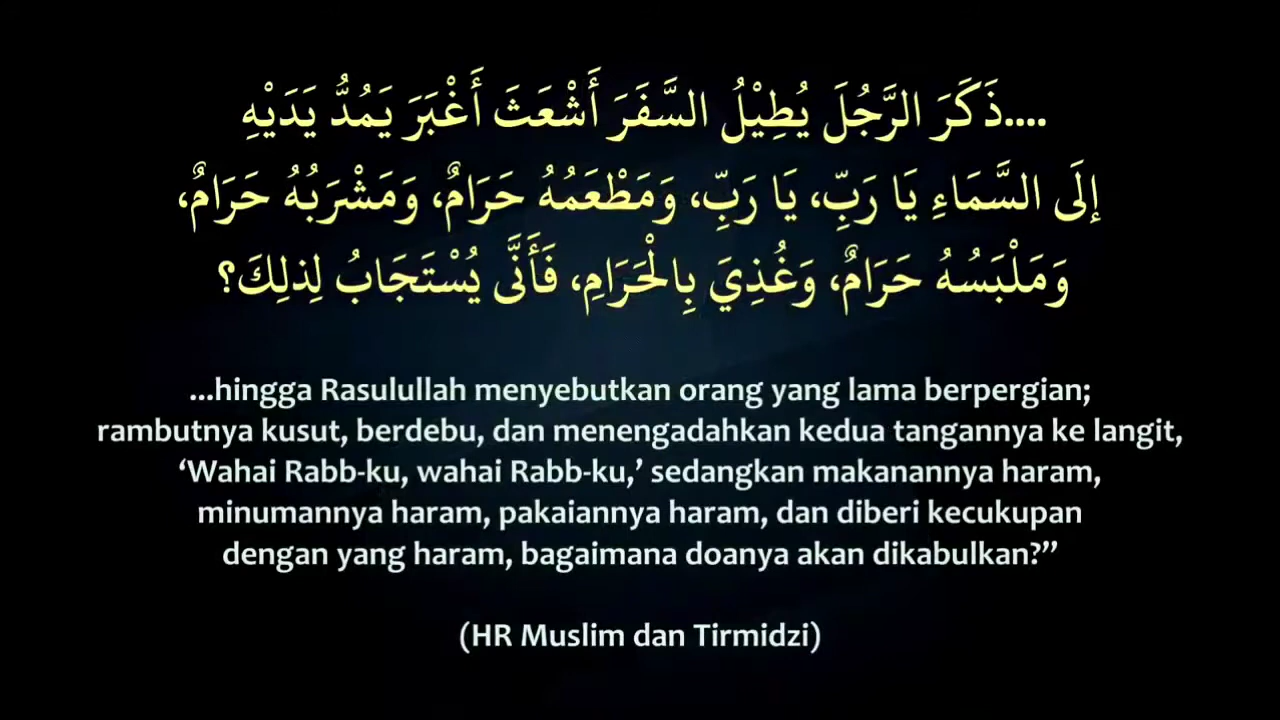 ....ذَكَرَ الرَّجُلَ يُطِيْلُ السَّفَرَ أَشْعَثَ أَغْبَرَ يَمُدُّ يَدَيْهِ
إلَى السَّمَاءِ يَا رَبِّ، يَا رَبِّ، وَمَطْعَمُهُ حَرَامٌ، وَمَشْرَبُهُ حَرَامٌ،
وَمَلْبَسُهُ حَرَامٌ، وَغُذِيَ بِالْحَرَامِ، فَأَنَّى يُسْتَجَابُ لِذلِكَ؟
...hingga Rasulullah menyebutkan orang yang lama berpergian;
rambutnya kusut, berdebu, dan menengadahkan kedua tangannya ke langit,
‘Wahai Rabb-ku, wahai Rabb-ku,’ sedangkan makanannya haram,
minumannya haram, pakaiannya haram, dan diberi kecukupan
dengan yang haram, bagaimana doanya akan dikabulkan?”
(HR Muslim dan Tirmidzi)